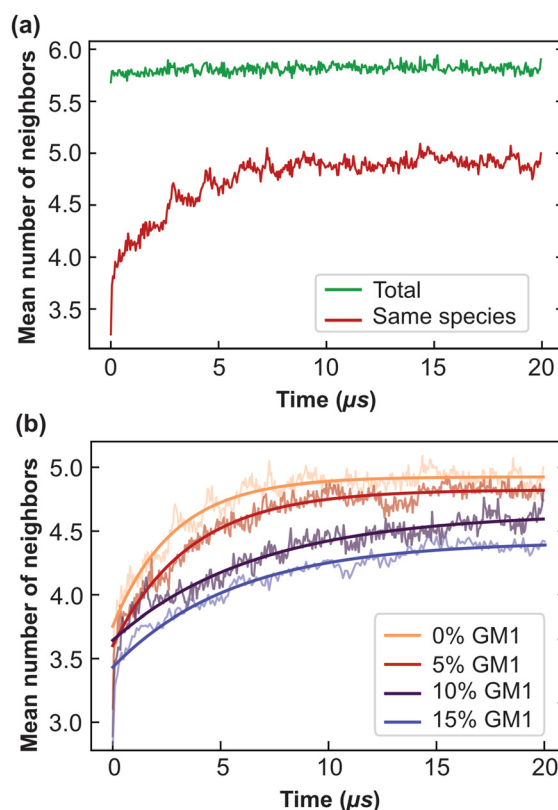 (a)
6.0
5.5
5.0
4.5
4.0
3.5
Mean number of neighbors
Total
Same species
0 5 10 15 20
Time (μs)
(b)
5.0
4.5
4.0
3.5
3.0
Mean number of neighbors
0% GM1
5% GM1
10% GM1
15% GM1
0 5 10 15 20
Time (μs)